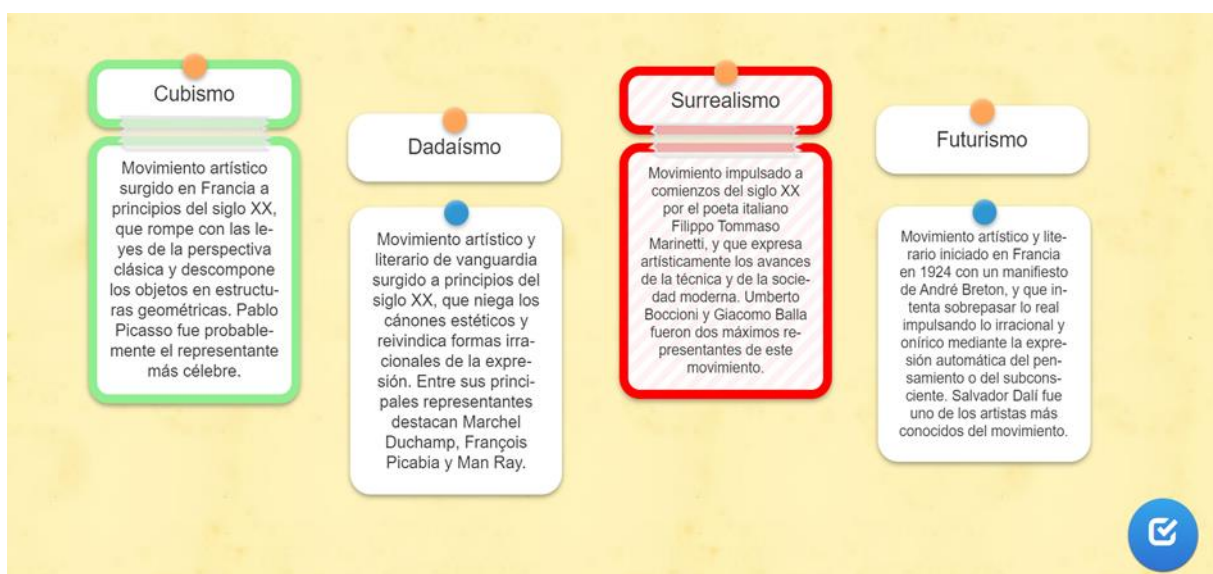 Cubismo
Movimiento artístico
surgido en Francia a
principios del siglo XX,
que rompe con las le-
yes de la perspectiva
clásica y descompone
los objetos en estructu-
ras geométricas. Pablo
Picasso fue probable-
mente el representante
más célebre.
Dadaísmo
Movimiento artístico y
literario de vanguardia
surgido a principios del
siglo XX, que niega los
cánones estéticos y
reivindica formas irra-
cionales de la expre-
sión. Entre sus princi-
pales representantes
destacan Marchel
Duchamp, François
Picabia y Man Ray.
Surrealismo
Movimiento impulsado a
comienzos del siglo XX
por el poeta italiano
Filippo Tommaso
Marinetti, y que expresa
artísticamente los avances
de la técnica y de la socie-
dad moderna. Umberto
Boccioni y Giacomo Balla
fueron dos máximos re-
presentantes de este
movimiento.
Futurismo
Movimiento artístico y lite-
rario iniciado en Francia
en 1924 con un manifiesto
de André Breton, y que in-
tenta sobrepasar lo real
impulsando lo irracional y
onírico mediante la expre-
sión automática del pen-
samiento o del subcons-
ciente. Salvador Dalí fue
uno de los artistas más
conocidos del movimiento.